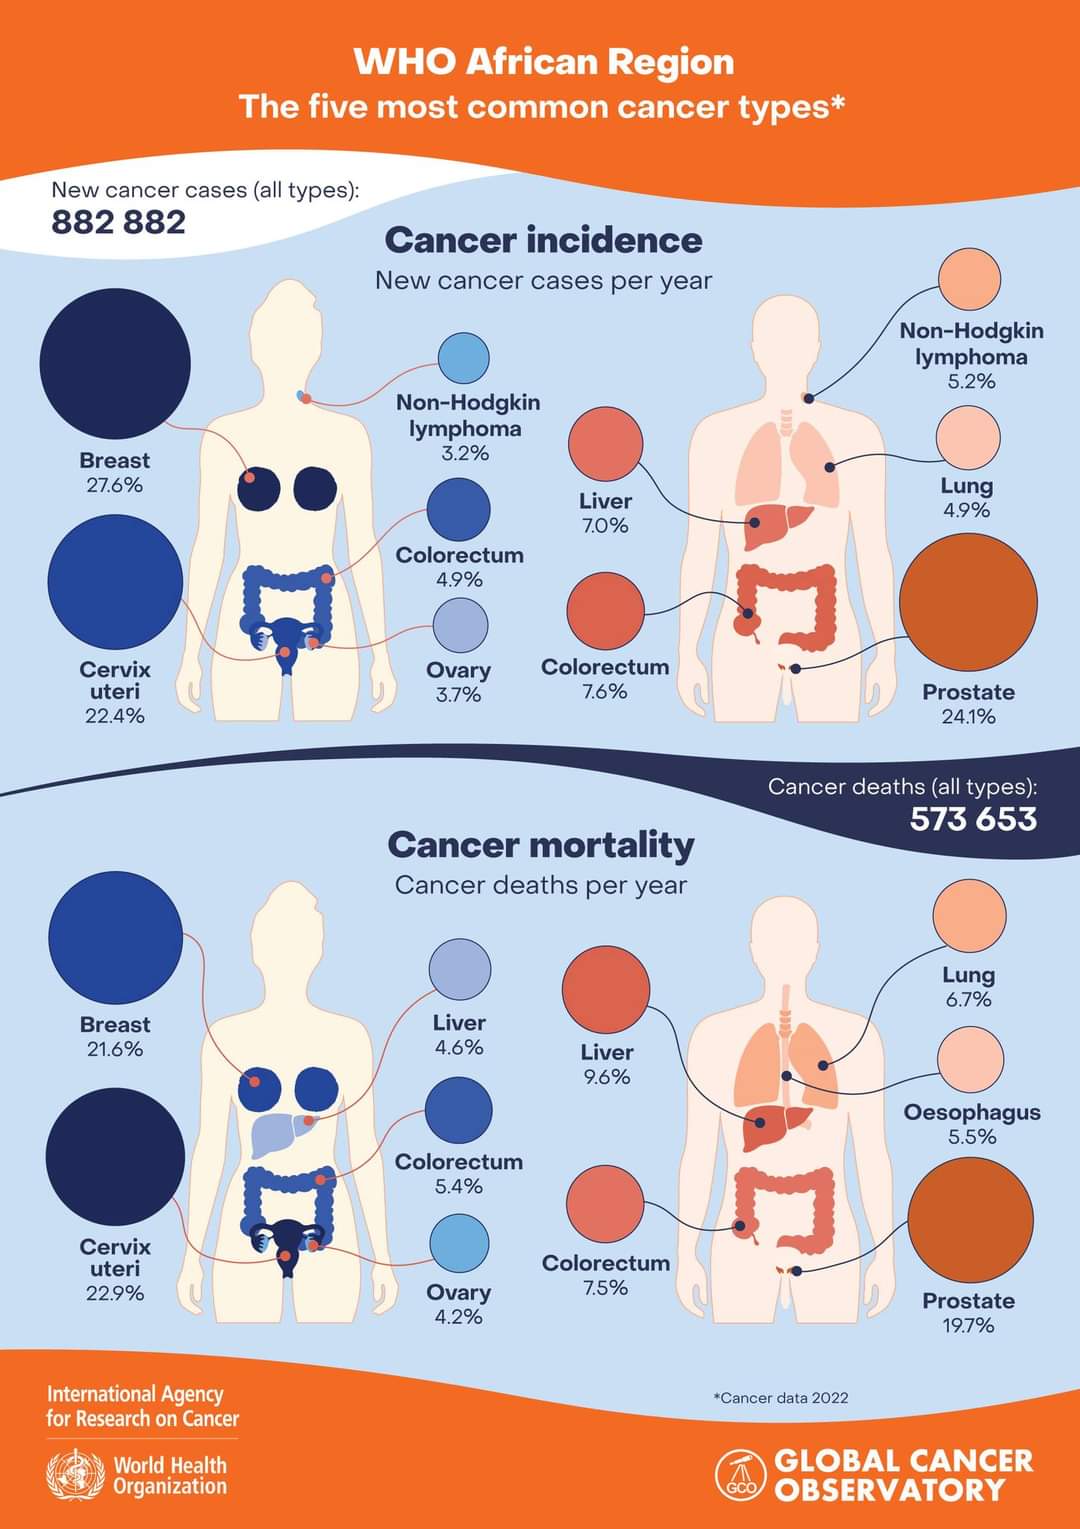 WHO African Region
The five most common cancer types*
New cancer cases (all types):
882 882
Cancer incidence
New cancer cases per year
Breast
27.6%
Cervix
uteri
22.4%
Non-Hodgkin
lymphoma
3.2%
Colorectum
4.9%
Ovary
3.7%
Liver
7.0%
Colorectum
7.6%
Non-Hodgkin
lymphoma
5.2%
Lung
4.9%
Prostate
24.1%
Cancer deaths (all types):
573 653
Cancer mortality
Cancer deaths per year
Breast
21.6%
Cervix
uteri
22.9%
Liver
4.6%
Colorectum
5.4%
Ovary
4.2%
Liver
9.6%
Colorectum
7.5%
Lung
6.7%
Oesophagus
5.5%
Prostate
19.7%
*Cancer data 2022
International Agency
for Research on Cancer
World Health
Organization
GCO
GLOBAL CANCER
OBSERVATORY